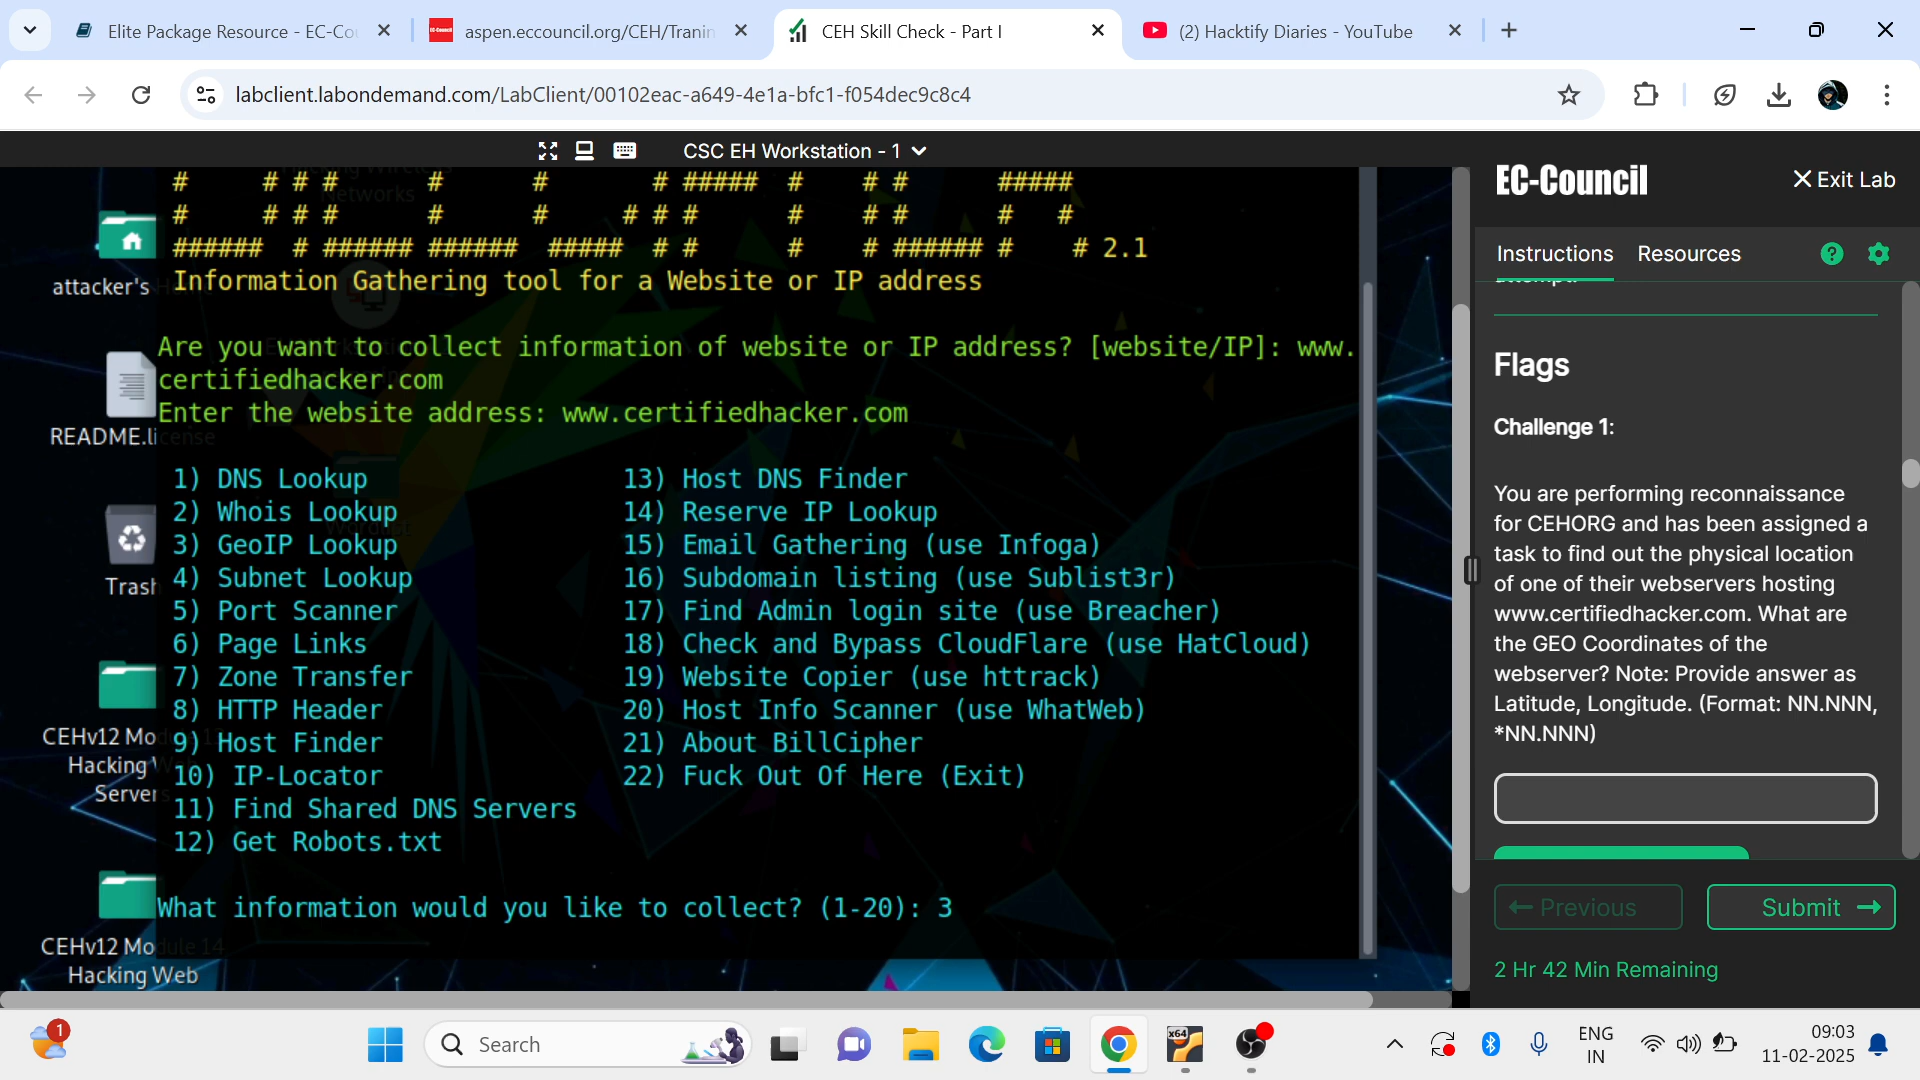 Elite Package Resource - EC-Co
aspen.eccouncil.org/CEH/Tranin
CEH Skill Check - Part I
(2) Hacktify Diaries - YouTube
labclient.labondemand.com/LabClient/00102eac-a649-4e1a-bfc1-f054dec9c8c4
CSC EH Workstation - 1
Networks
# # # # # # # ##### # # # #####
# # # # # # # # # # # # # # #
###### # ###### ###### ##### # # # # ###### # # 2.1
Information Gathering tool for a Website or IP address
Are you want to collect information of website or IP address? [website/IP]: www.
certifiedhacker.com
Enter the website address: www.certifiedhacker.com
1) DNS Lookup 13) Host DNS Finder
2) Whois Lookup 14) Reserve IP Lookup
3) GeoIP Lookup 15) Email Gathering (use Infoga)
4) Subnet Lookup 16) Subdomain listing (use Sublist3r)
5) Port Scanner 17) Find Admin login site (use Breacher)
6) Page Links 18) Check and Bypass CloudFlare (use HatCloud)
7) Zone Transfer 19) Website Copier (use httrack)
8) HTTP Header 20) Host Info Scanner (use WhatWeb)
9) Host Finder 21) About BillCipher
10) IP-Locator 22) Fuck Out Of Here (Exit)
11) Find Shared DNS Servers
12) Get Robots.txt
What information would you like to collect? (1-20): 3
attacker's
README.license
Trash
CEHv12 Mo
Hacking
Server
CEHv12 Module 14
Hacking Web
EC-Council
Exit Lab
Instructions
Resources
Flags
Challenge 1:
You are performing reconnaissance
for CEHORG and has been assigned a
task to find out the physical location
of one of their webservers hosting
www.certifiedhacker.com. What are
the GEO Coordinates of the
webserver? Note: Provide answer as
Latitude, Longitude. (Format: NN.NNN,
*NN.NNN)
Previous
Submit
2 Hr 42 Min Remaining
1
Search
x64
ENG
IN
09:03
11-02-2025